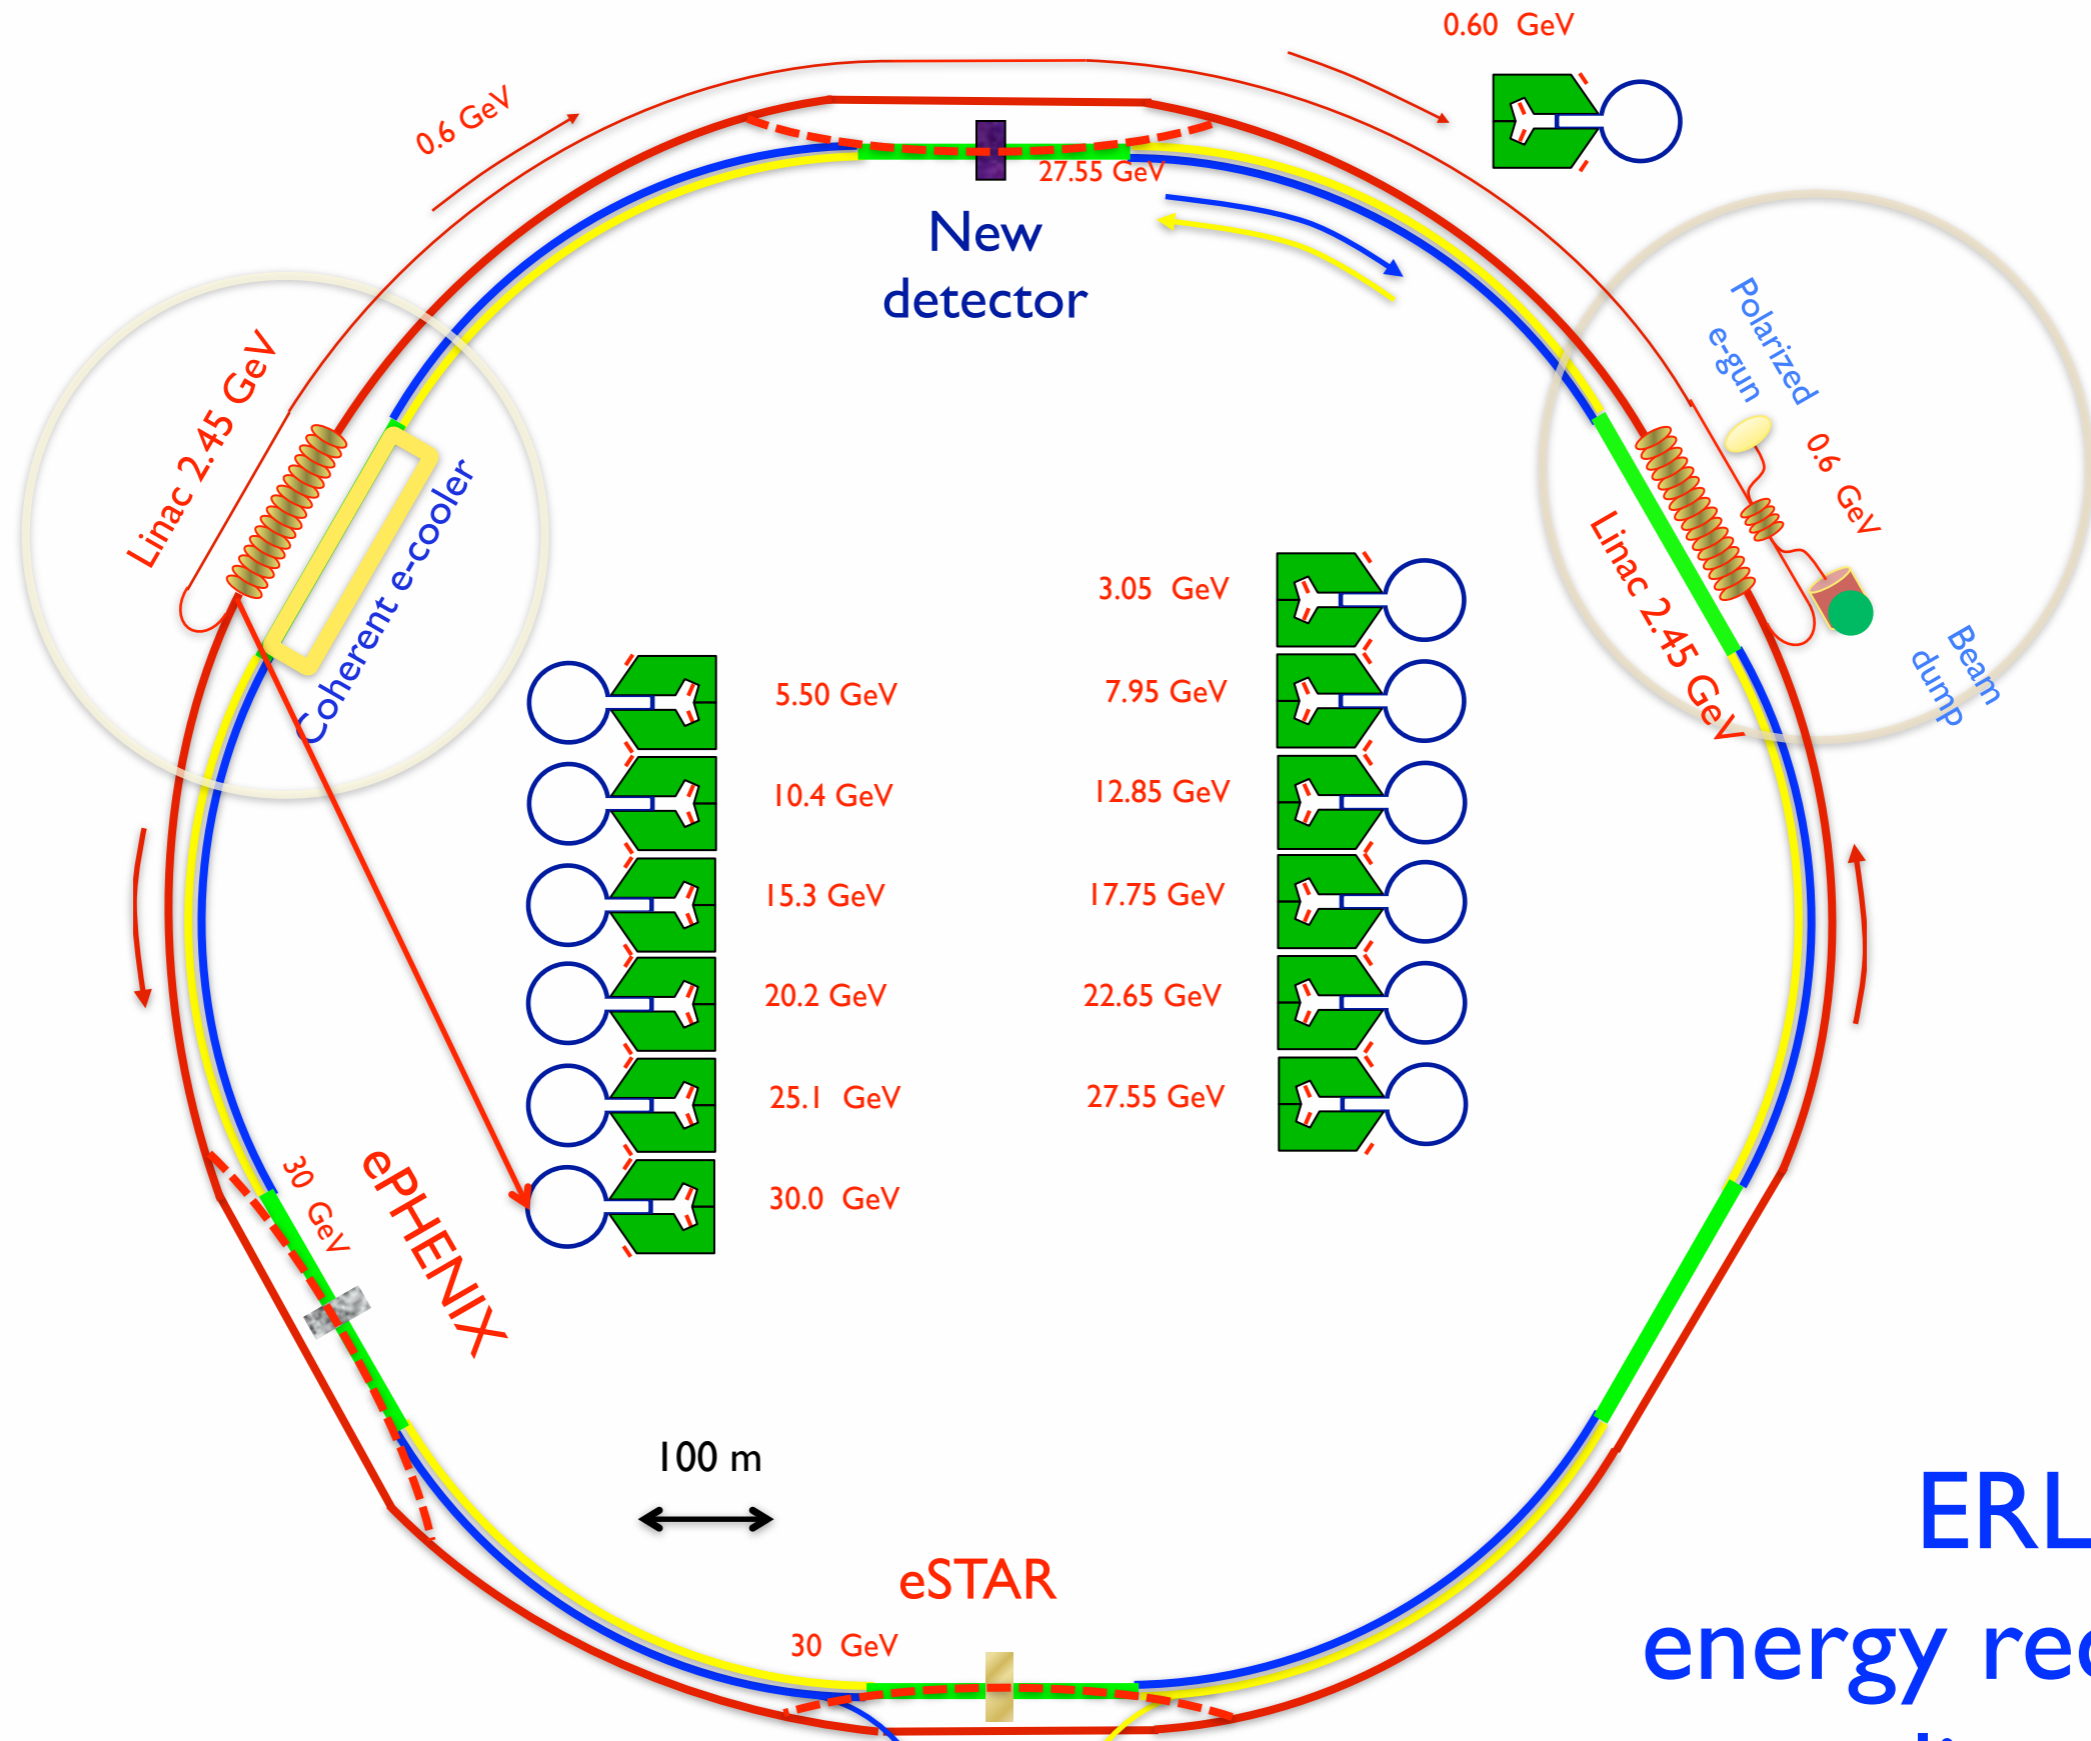 0.60 GeV
0.6 GeV
27.55 GeV
New
detector
Polarized
e-gun
0.6 GeV
Linac 2.45 GeV
Coherent e-cooler
Linac 2.45 GeV
Beam
dump
3.05 GeV
5.50 GeV
7.95 GeV
10.4 GeV
12.85 GeV
15.3 GeV
17.75 GeV
20.2 GeV
22.65 GeV
25.1 GeV
27.55 GeV
30.0 GeV
30 GeV
ePHENIX
100 m
eSTAR
30 GeV
ERL
energy rec